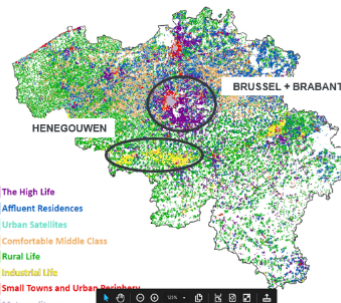 BRUSSEL + BRABANT
HENEGOUWEN
The High Life
Affluent Residences
Urban Satellites
Comfortable Middle Class
Rural Life
Industrial Life
Small Towns and Urban Periphery